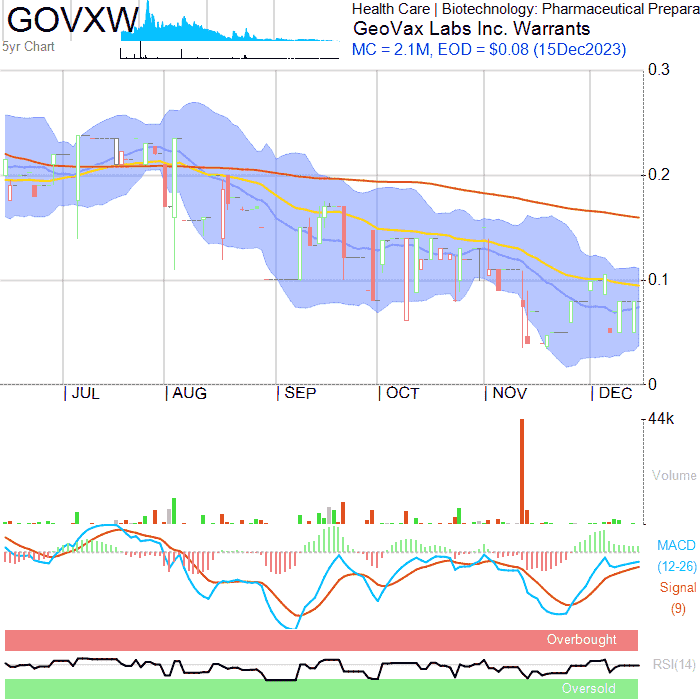 GOVXW
5yr Chart
Health Care | Biotechnology: Pharmaceutical Prepara
GeoVax Labs Inc. Warrants
MC = 2.1M, EOD = $0.08 (15Dec2023)
0.3
0.2
0.1
0
JUL AUG SEP OCT NOV DEC
44k
Volume
MACD
(12-26)
Signal
(9)
Overbought
RSI(14)
Oversold